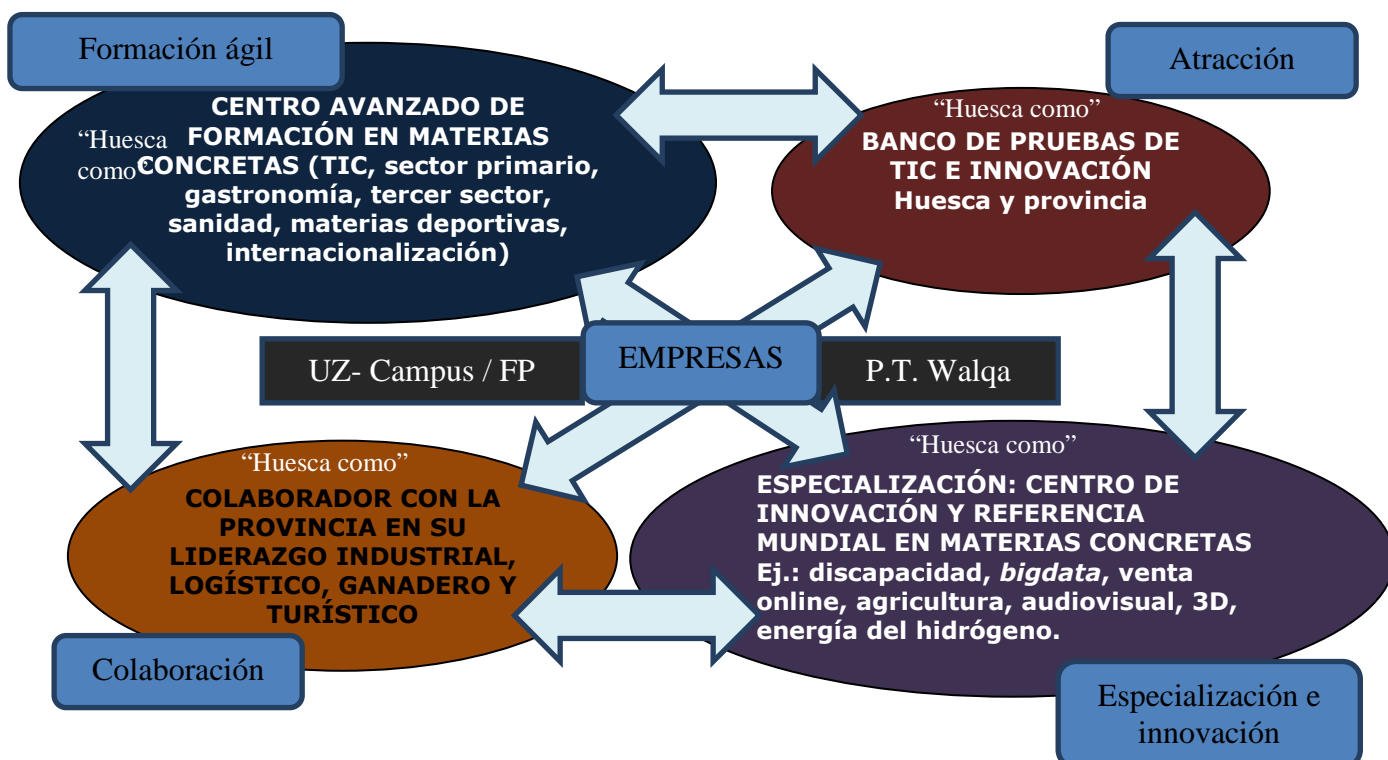 Formación ágil
Atracción
“Huesca
como”
CENTRO AVANZADO DE
FORMACIÓN EN MATERIAS
CONCRETAS (TIC, sector primario,
gastronomía, tercer sector,
sanidad, materias deportivas,
internacionalización)
“Huesca como”
BANCO DE PRUEBAS DE
TIC E INNOVACIÓN
Huesca y provincia
UZ- Campus / FP
EMPRESAS
P.T. Walqa
“Huesca como”
COLABORADOR CON LA
PROVINCIA EN SU
LIDERAZGO INDUSTRIAL,
LOGÍSTICO, GANADERO Y
TURÍSTICO
“Huesca como”
ESPECIALIZACIÓN: CENTRO DE
INNOVACIÓN Y REFERENCIA
MUNDIAL EN MATERIAS CONCRETAS
Ej.: discapacidad, bigdata, venta
online, agricultura, audiovisual, 3D,
energía del hidrógeno.
Colaboración
Especialización e
innovación